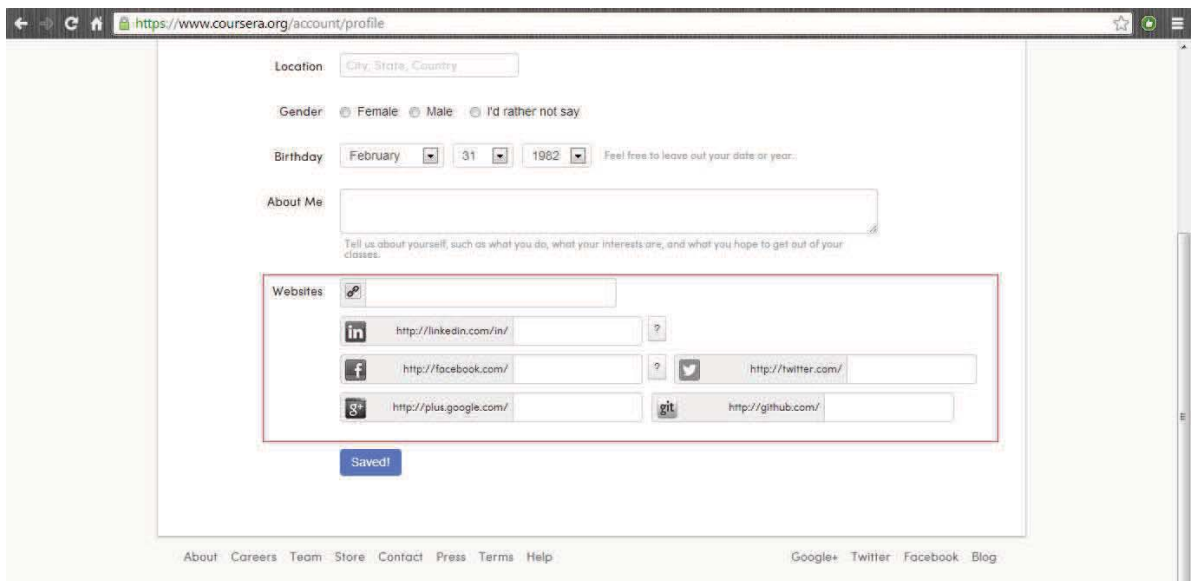 https://www.coursera.org/account/profile
Location City, State, Country
Gender Female Male I'd rather not say
Birthday February 31 1982 Feel free to leave out your date or year.
About Me
Tell us about yourself, such as what you do, what your interests are, and what you hope to get out of your
classes.
Websites
in http://linkedin.com/in/ ?
f http://facebook.com/ ? http://twitter.com/
g+ http://plus.google.com/ git http://github.com/
Saved!
About Careers Team Store Contact Press Terms Help Google+ Twitter Facebook Blog